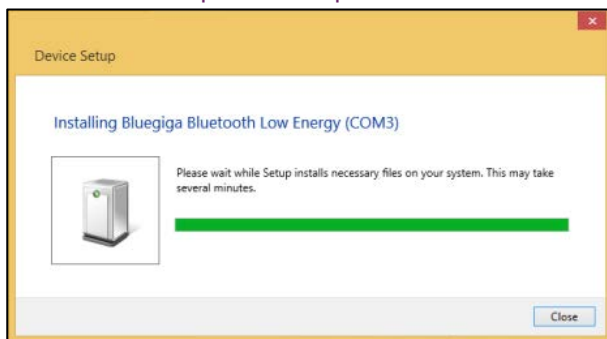 Device Setup
Installing Bluegiga Bluetooth Low Energy (COM3)
Please wait while Setup installs necessary files on your system. This may take
several minutes.
Close